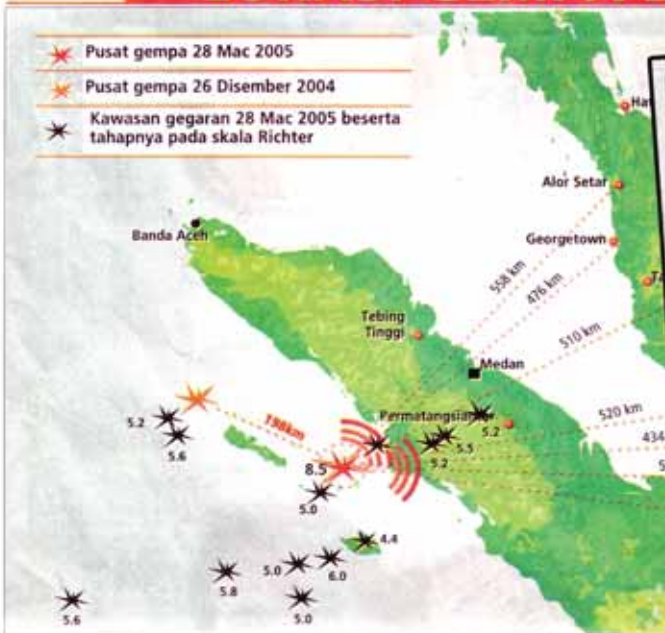 Pusat gempa 28 Mac 2005
Pusat gempa 26 Disember 2004
Kawasan gegaran 28 Mac 2005 beserta
tahapnya pada skala Richter
Alor Setar
Banda Aceh
Georgetown
558 km
476 km
510 km
Tebing
Tinggi
Medan
Permatangsiantar
5.2
198km
5.2
5.5
520 km
5.6
5.2
434
8.5
5.0
4.4
5.0
6.0
5.8
5.6
5.0